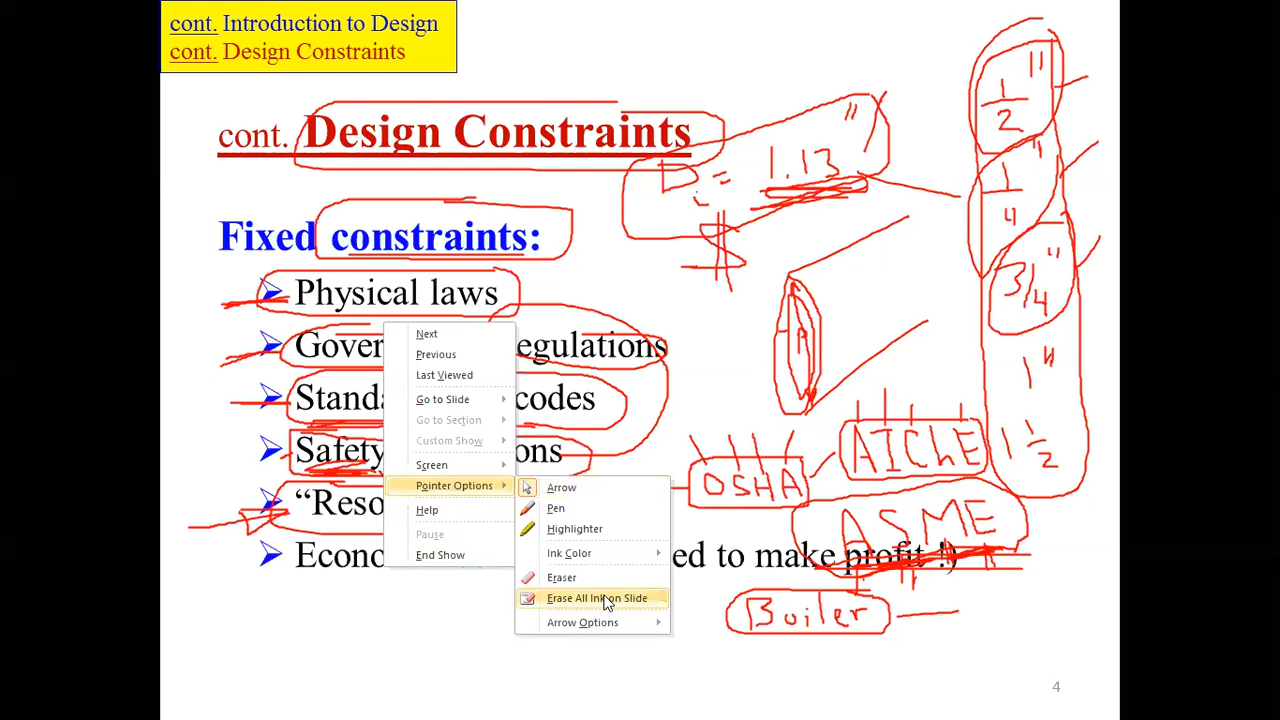 cont. Introduction to Design
cont. Design Constraints
cont. Design Constraints
Di = 1.13"
1/2"
1/4"
3/4"
1"
1 1/2
Fixed constraints:
Physical laws
Gover egulations
Standa codes
Safety ons
"Reso
Econo ed to make profit !)
Next
Previous
Last Viewed
Go to Slide
Go to Section
Custom Show
Screen
Pointer Options
Help
Pause
End Show
Arrow
Pen
Highlighter
Ink Color
Eraser
Erase All Ink on Slide
Arrow Options
OSHA
AIChE
ASME
Boiler
4